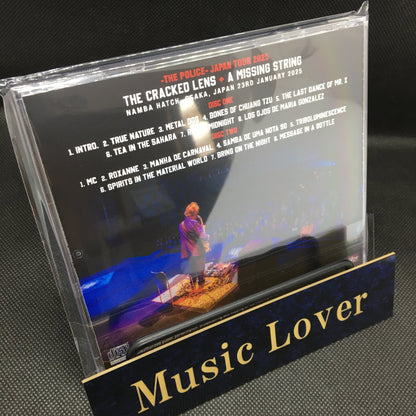 -THE POLICE- JAPAN TOUR 2025
THE CRACKED LENS + A MISSING STRING
NAMBA HATCH, OSAKA, JAPAN 23RD JANUARY 2025
DISC ONE
1. INTRO. 2. TRUE NATURE 3. METAL DOG 4. BONES OF CHUANG TZU 5. THE LAST DANCE OF MR. X
6. TEA IN THE SAHARA 7. MIDNIGHT 8. LOS OJOS DE MARIA GONZALEZ
DISC TWO
1. MC 2. ROXANNE 3. MANHA DE CARNAVAL 4. SAMBA DE UMA NOTA SO 5. TRIBOLUMINESCENCE
6. SPIRITS IN THE MATERIAL WORLD 7. BRING ON THE NIGHT 8. MESSAGE IN A BOTTLE
Music Lover